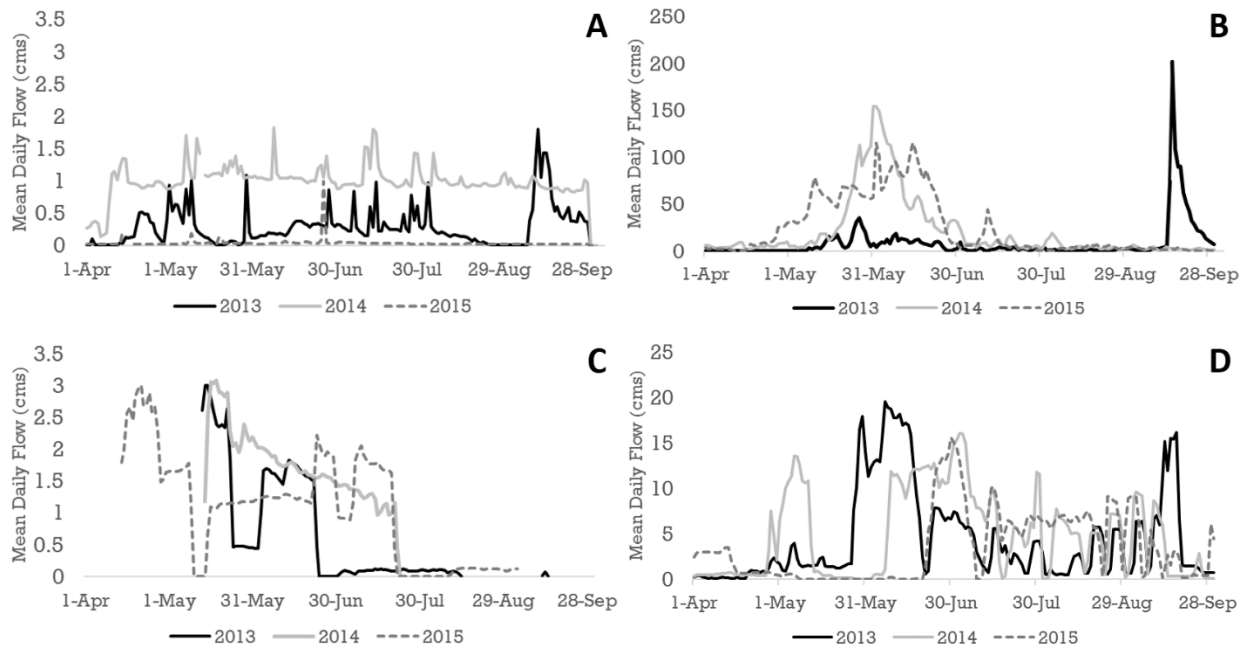 A
Mean Daily Flow (cms)
3.5
3
2.5
2
1.5
1
0.5
0
1-Apr 1-May 31-May 30-Jun 30-Jul 29-Aug 28-Sep
2013 2014 2015
B
Mean Daily FLow (cms)
250
200
150
100
50
0
1-Apr 1-May 31-May 30-Jun 30-Jul 29-Aug 28-Sep
2013 2014 2015
C
Mean Daily Flow (cms)
3.5
3
2.5
2
1.5
1
0.5
0
1-Apr 1-May 31-May 30-Jun 30-Jul 29-Aug 28-Sep
2013 2014 2015
D
Mean Daily Flow (cms)
25
20
15
10
5
0
1-Apr 1-May 31-May 30-Jun 30-Jul 29-Aug 28-Sep
2013 2014 2015